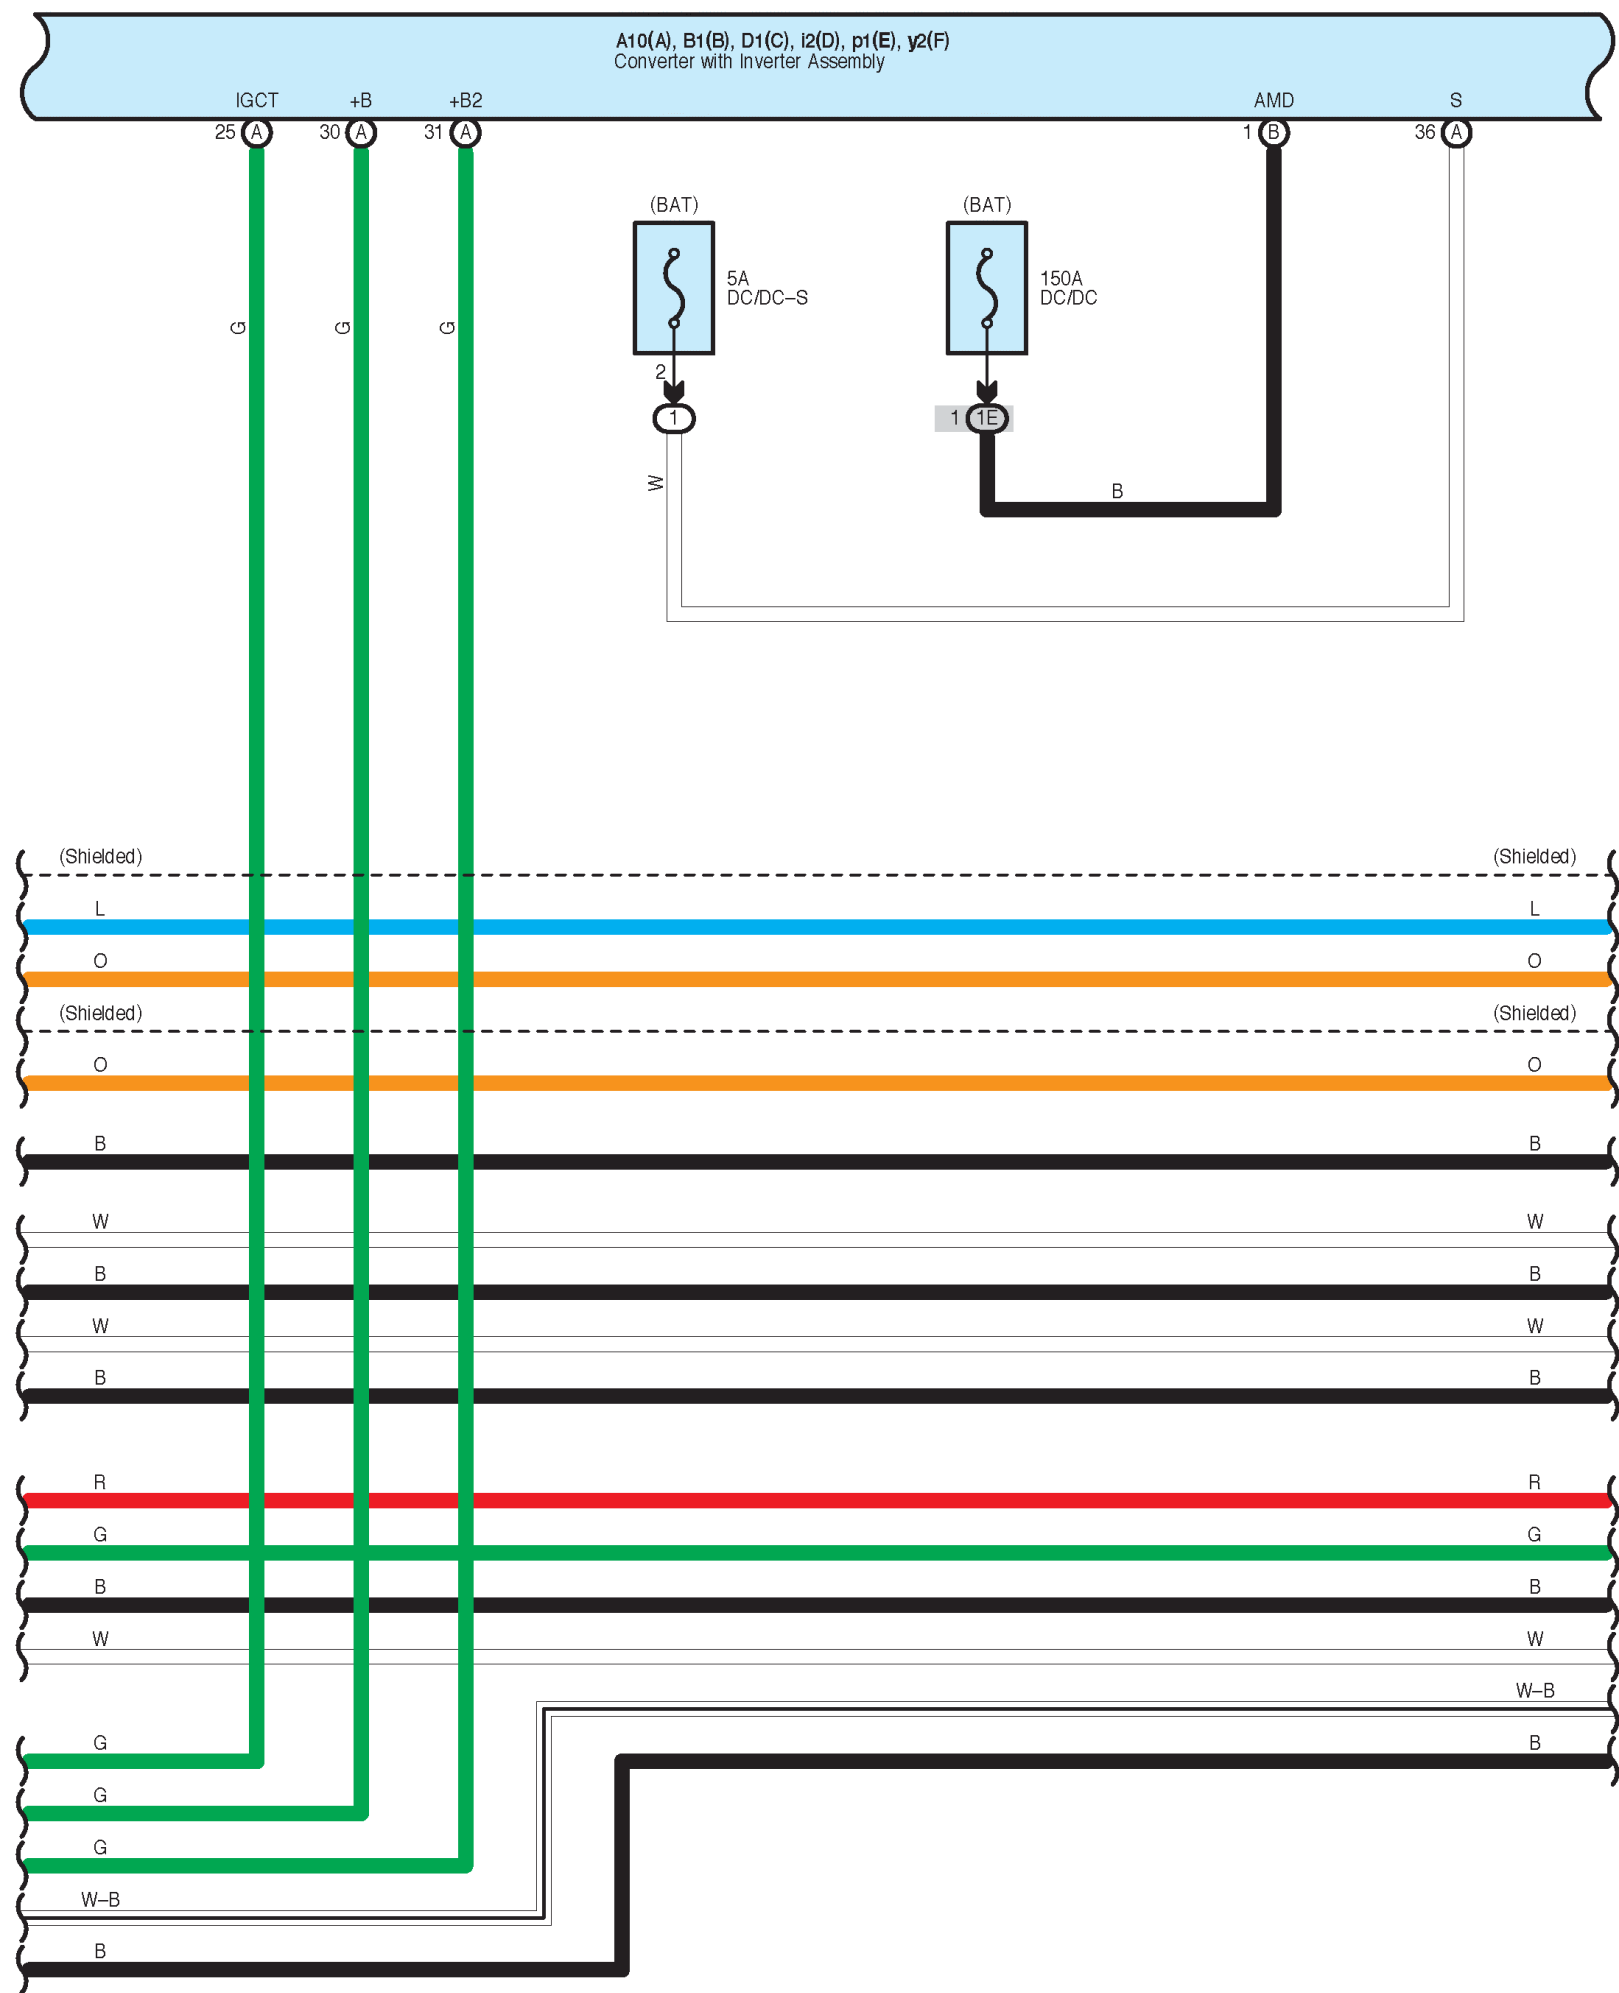 A10(A), B1(B), D1(C), i2(D), p1(E), y2(F)
Converter with Inverter Assembly
IGCT +B +B2 AMD S
25 A 30 A 31 A 1 B 36 A
(BAT) (BAT)
5A
DC/DC–S
150A
DC/DC
G G G
2
1
1 1E
W
B
(Shielded) (Shielded)
L L
O O
(Shielded) (Shielded)
O O
B B
W W
B B
W W
B B
R R
G G
B B
W W
W–B
G B
G
G
W–B
B